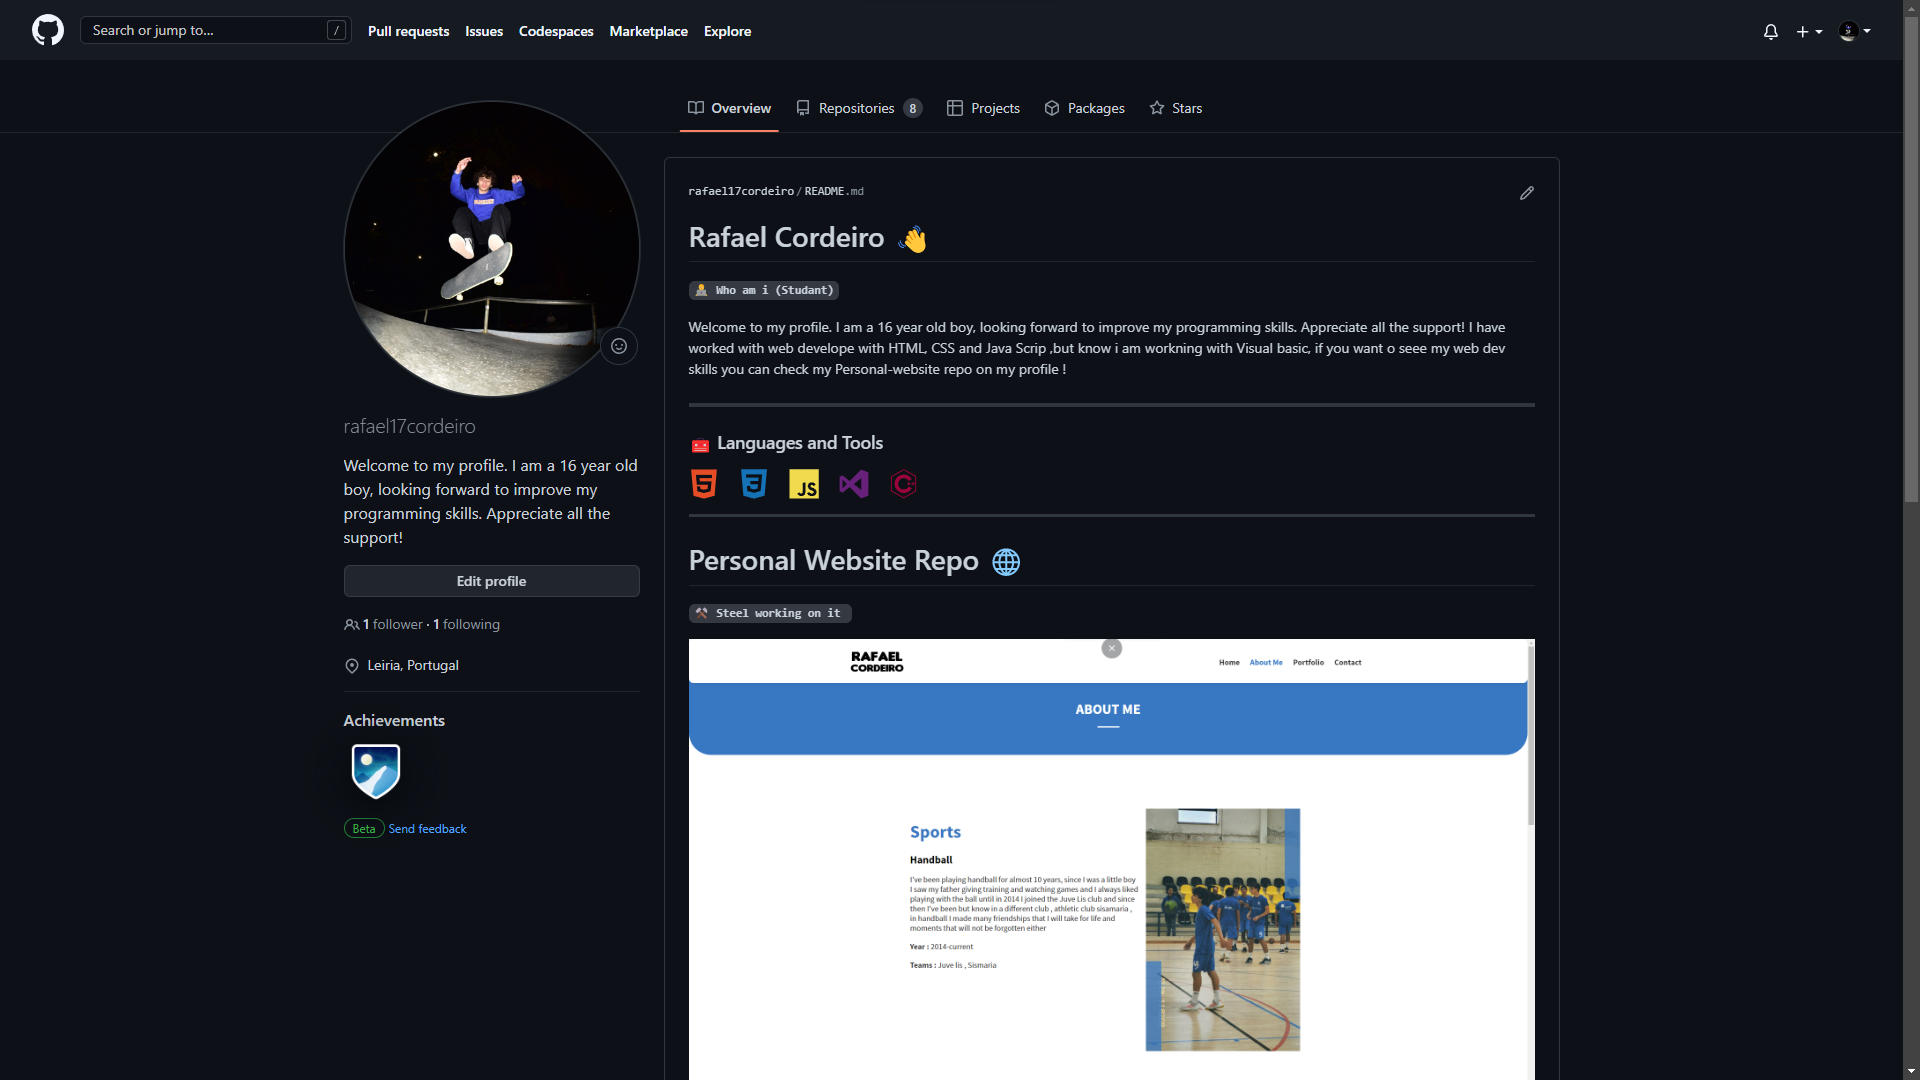 Search or jump to... /
Pull requests
Issues
Codespaces
Marketplace
Explore
Overview
Repositories 8
Projects
Packages
Stars
rafael17cordeiro
Welcome to my profile. I am a 16 year old
boy, looking forward to improve my
programming skills. Appreciate all the
support!
Edit profile
1 follower · 1 following
Leiria, Portugal
Achievements
Beta Send feedback
rafael17cordeiro/README.md
Rafael Cordeiro
Who am i (Studant)
Welcome to my profile. I am a 16 year old boy, looking forward to improve my programming skills. Appreciate all the support! I have
worked with web develope with HTML, CSS and Java Scrip ,but know i am workning with Visual basic, if you want o seee my web dev
skills you can check my Personal-website repo on my profile !
Languages and Tools
JS
Personal Website Repo
Steel working on it
RAFAEL
CORDEIRO
Home
About Me
Portfolio
Contact
ABOUT ME
Sports
Handball
I've been playing handball for almost 10 years, since I was a little boy
I saw my father giving training and watching games and I always liked
playing with the ball until in 2014 I joined the Juve Lis club and since
then I've been but know in a different club , athletic club sisamaria ,
in handball I made many friendships that I will take for life and
moments that will not be forgotten either
Year : 2014-current
Teams : Juve lis , Sismaria